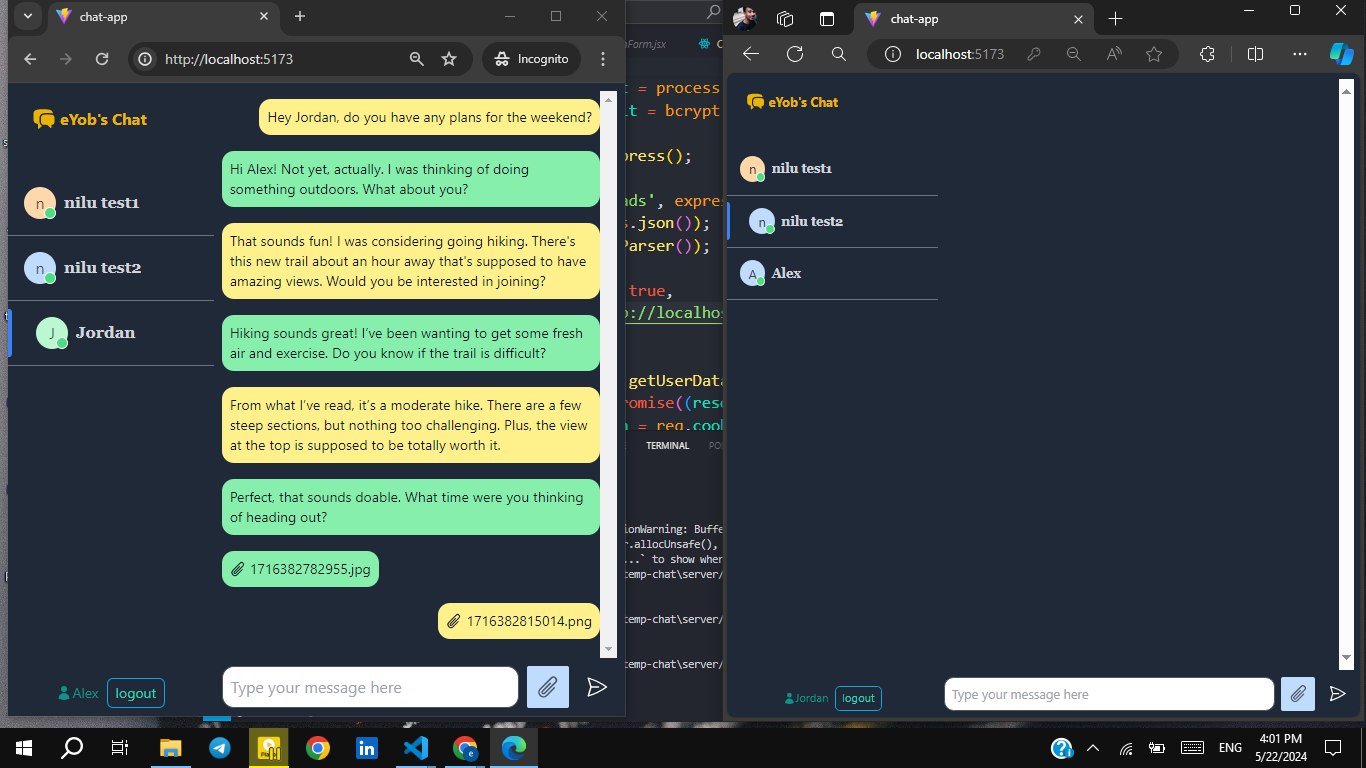 chat-app
http://localhost:5173
Incognito
eYob's Chat
nilu test1
nilu test2
Jordan
Hey Jordan, do you have any plans for the weekend?
Hi Alex! Not yet, actually. I was thinking of doing
something outdoors. What about you?
That sounds fun! I was considering going hiking. There's
this new trail about an hour away that's supposed to have
amazing views. Would you be interested in joining?
Hiking sounds great! I've been wanting to get some fresh
air and exercise. Do you know if the trail is difficult?
From what I've read, it's a moderate hike. There are a few
steep sections, but nothing too challenging. Plus, the view
at the top is supposed to be totally worth it.
Perfect, that sounds doable. What time were you thinking
of heading out?
1716382782955.jpg
1716382815014.png
Alex logout
Type your message here
= process
= bcrypt
press();
ads', expres
s.json());
Parser());
true,
p://localhos
getUserData
romise((reso
= req.cook
TERMINAL
ionWarning: Buffe
r.allocUnsafe(),
...` to show when
temp-chat\server/
temp-chat\server/
temp-chat\server/
chat-app
localhost:5173
eYob's Chat
n nilu test1
n nilu test2
A Alex
Jordan logout
Type your message here
ENG
4:01 PM
5/22/2024